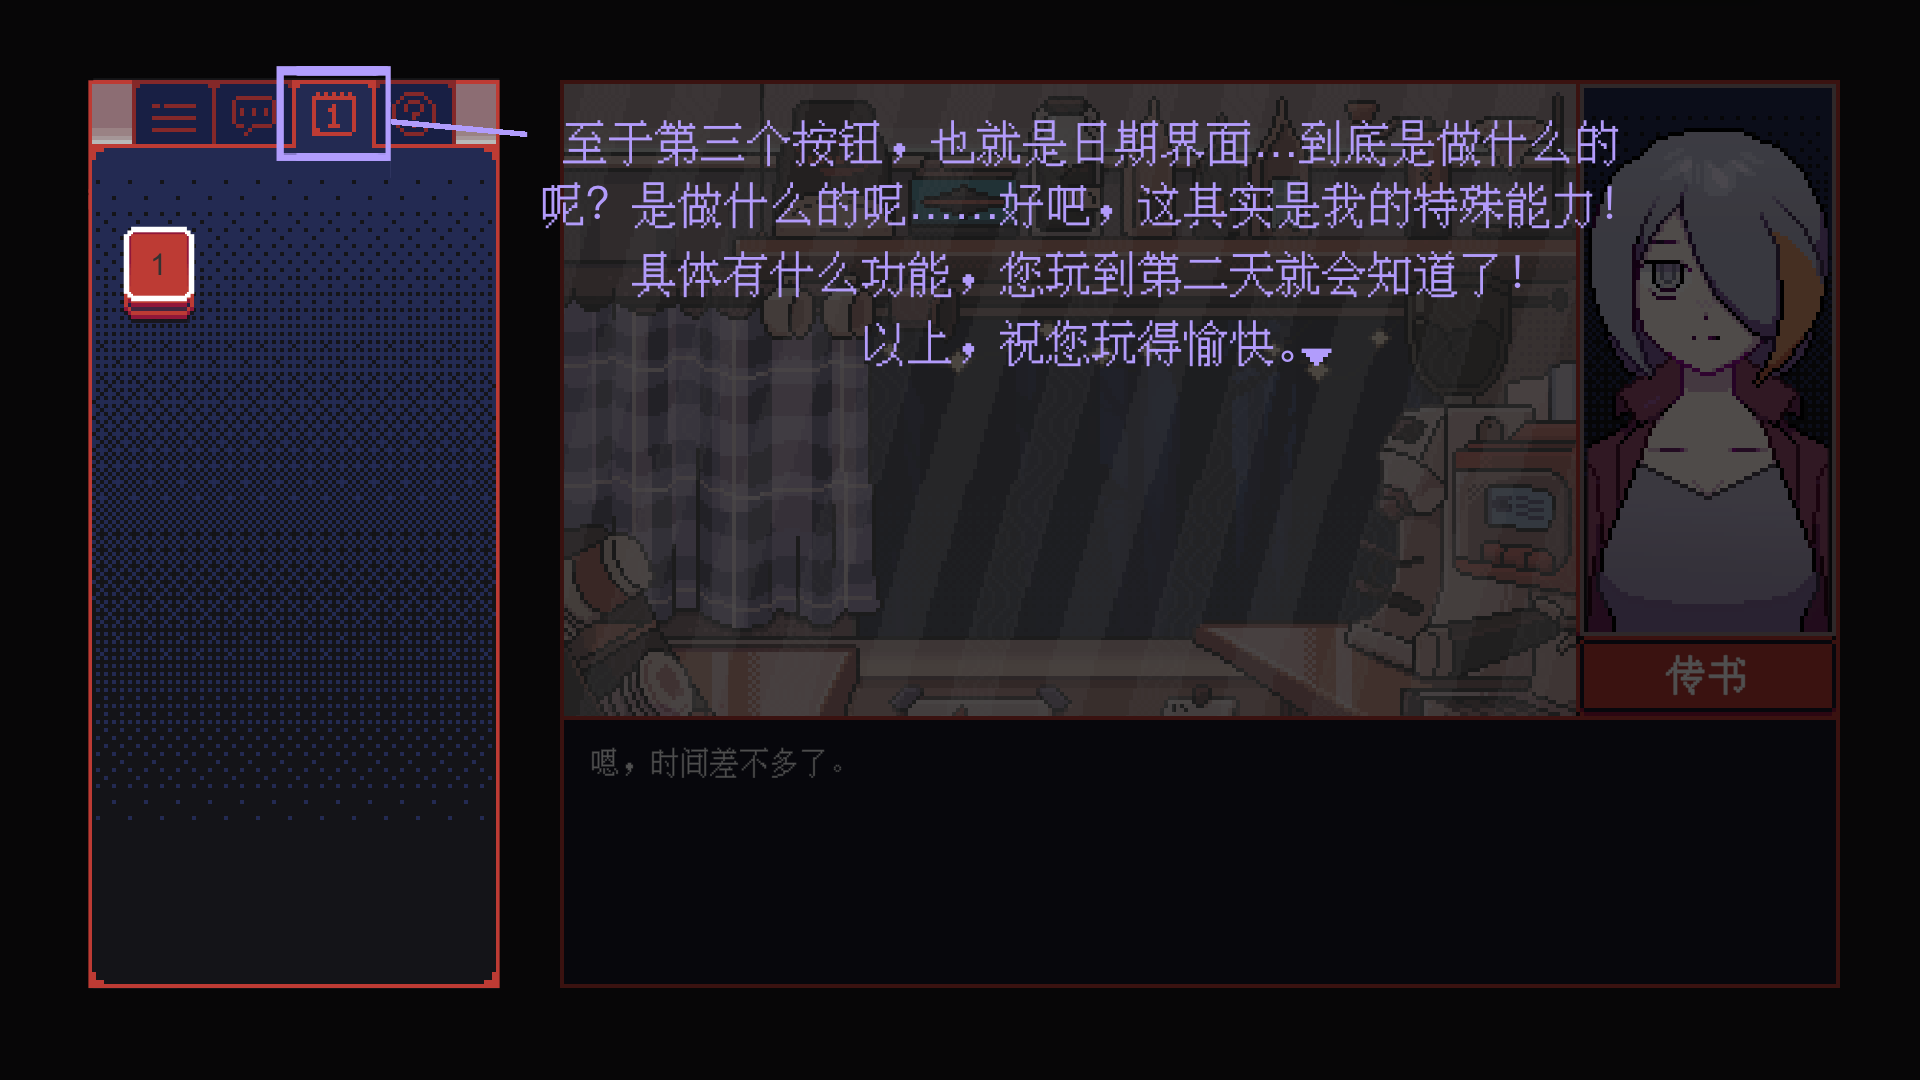 1
1
至于第三个按钮，也就是日期界面...到底是做什么的
呢？是做什么的呢......好吧，这其实是我的特殊能力！
具体有什么功能，您玩到第二天就会知道了！
以上，祝您玩得愉快。
传书
嗯，时间差不多了。